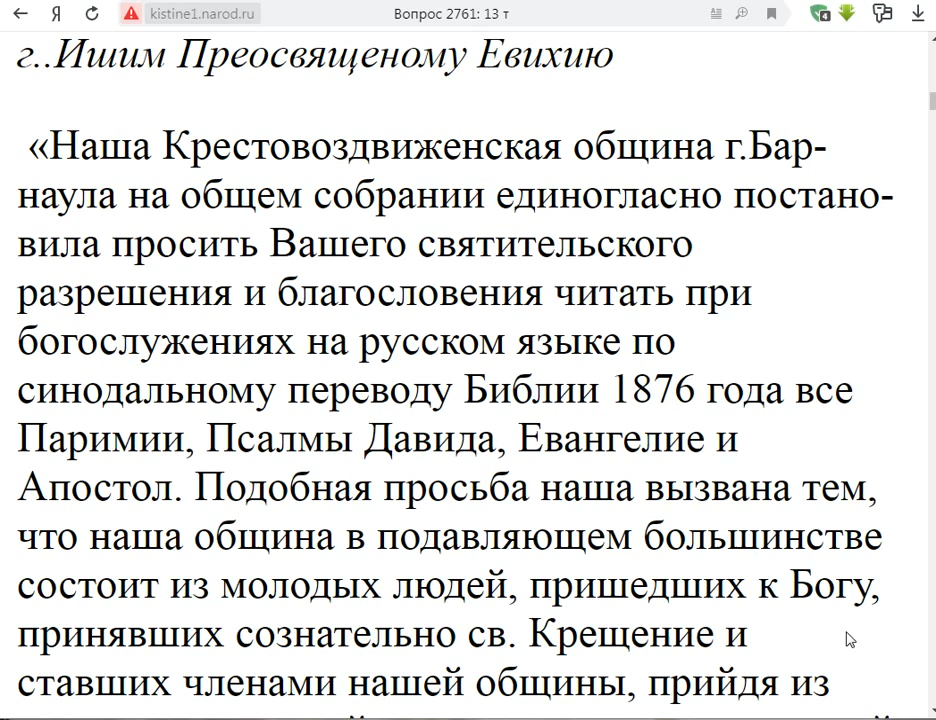 Я kistine1.narod.ru Вопрос 2761: 13 т 4
г..Ишим Преосвященому Евихию
«Наша Крестовоздвиженская община г.Бар-
наула на общем собрании единогласно постано-
вила просить Вашего святительского
разрешения и благословения читать при
богослужениях на русском языке по
синодальному переводу Библии 1876 года все
Паримии, Псалмы Давида, Евангелие и
Апостол. Подобная просьба наша вызвана тем,
что наша община в подавляющем большинстве
состоит из молодых людей, пришедших к Богу,
принявших сознательно св. Крещение и
ставших членами нашей общины, прийдя из